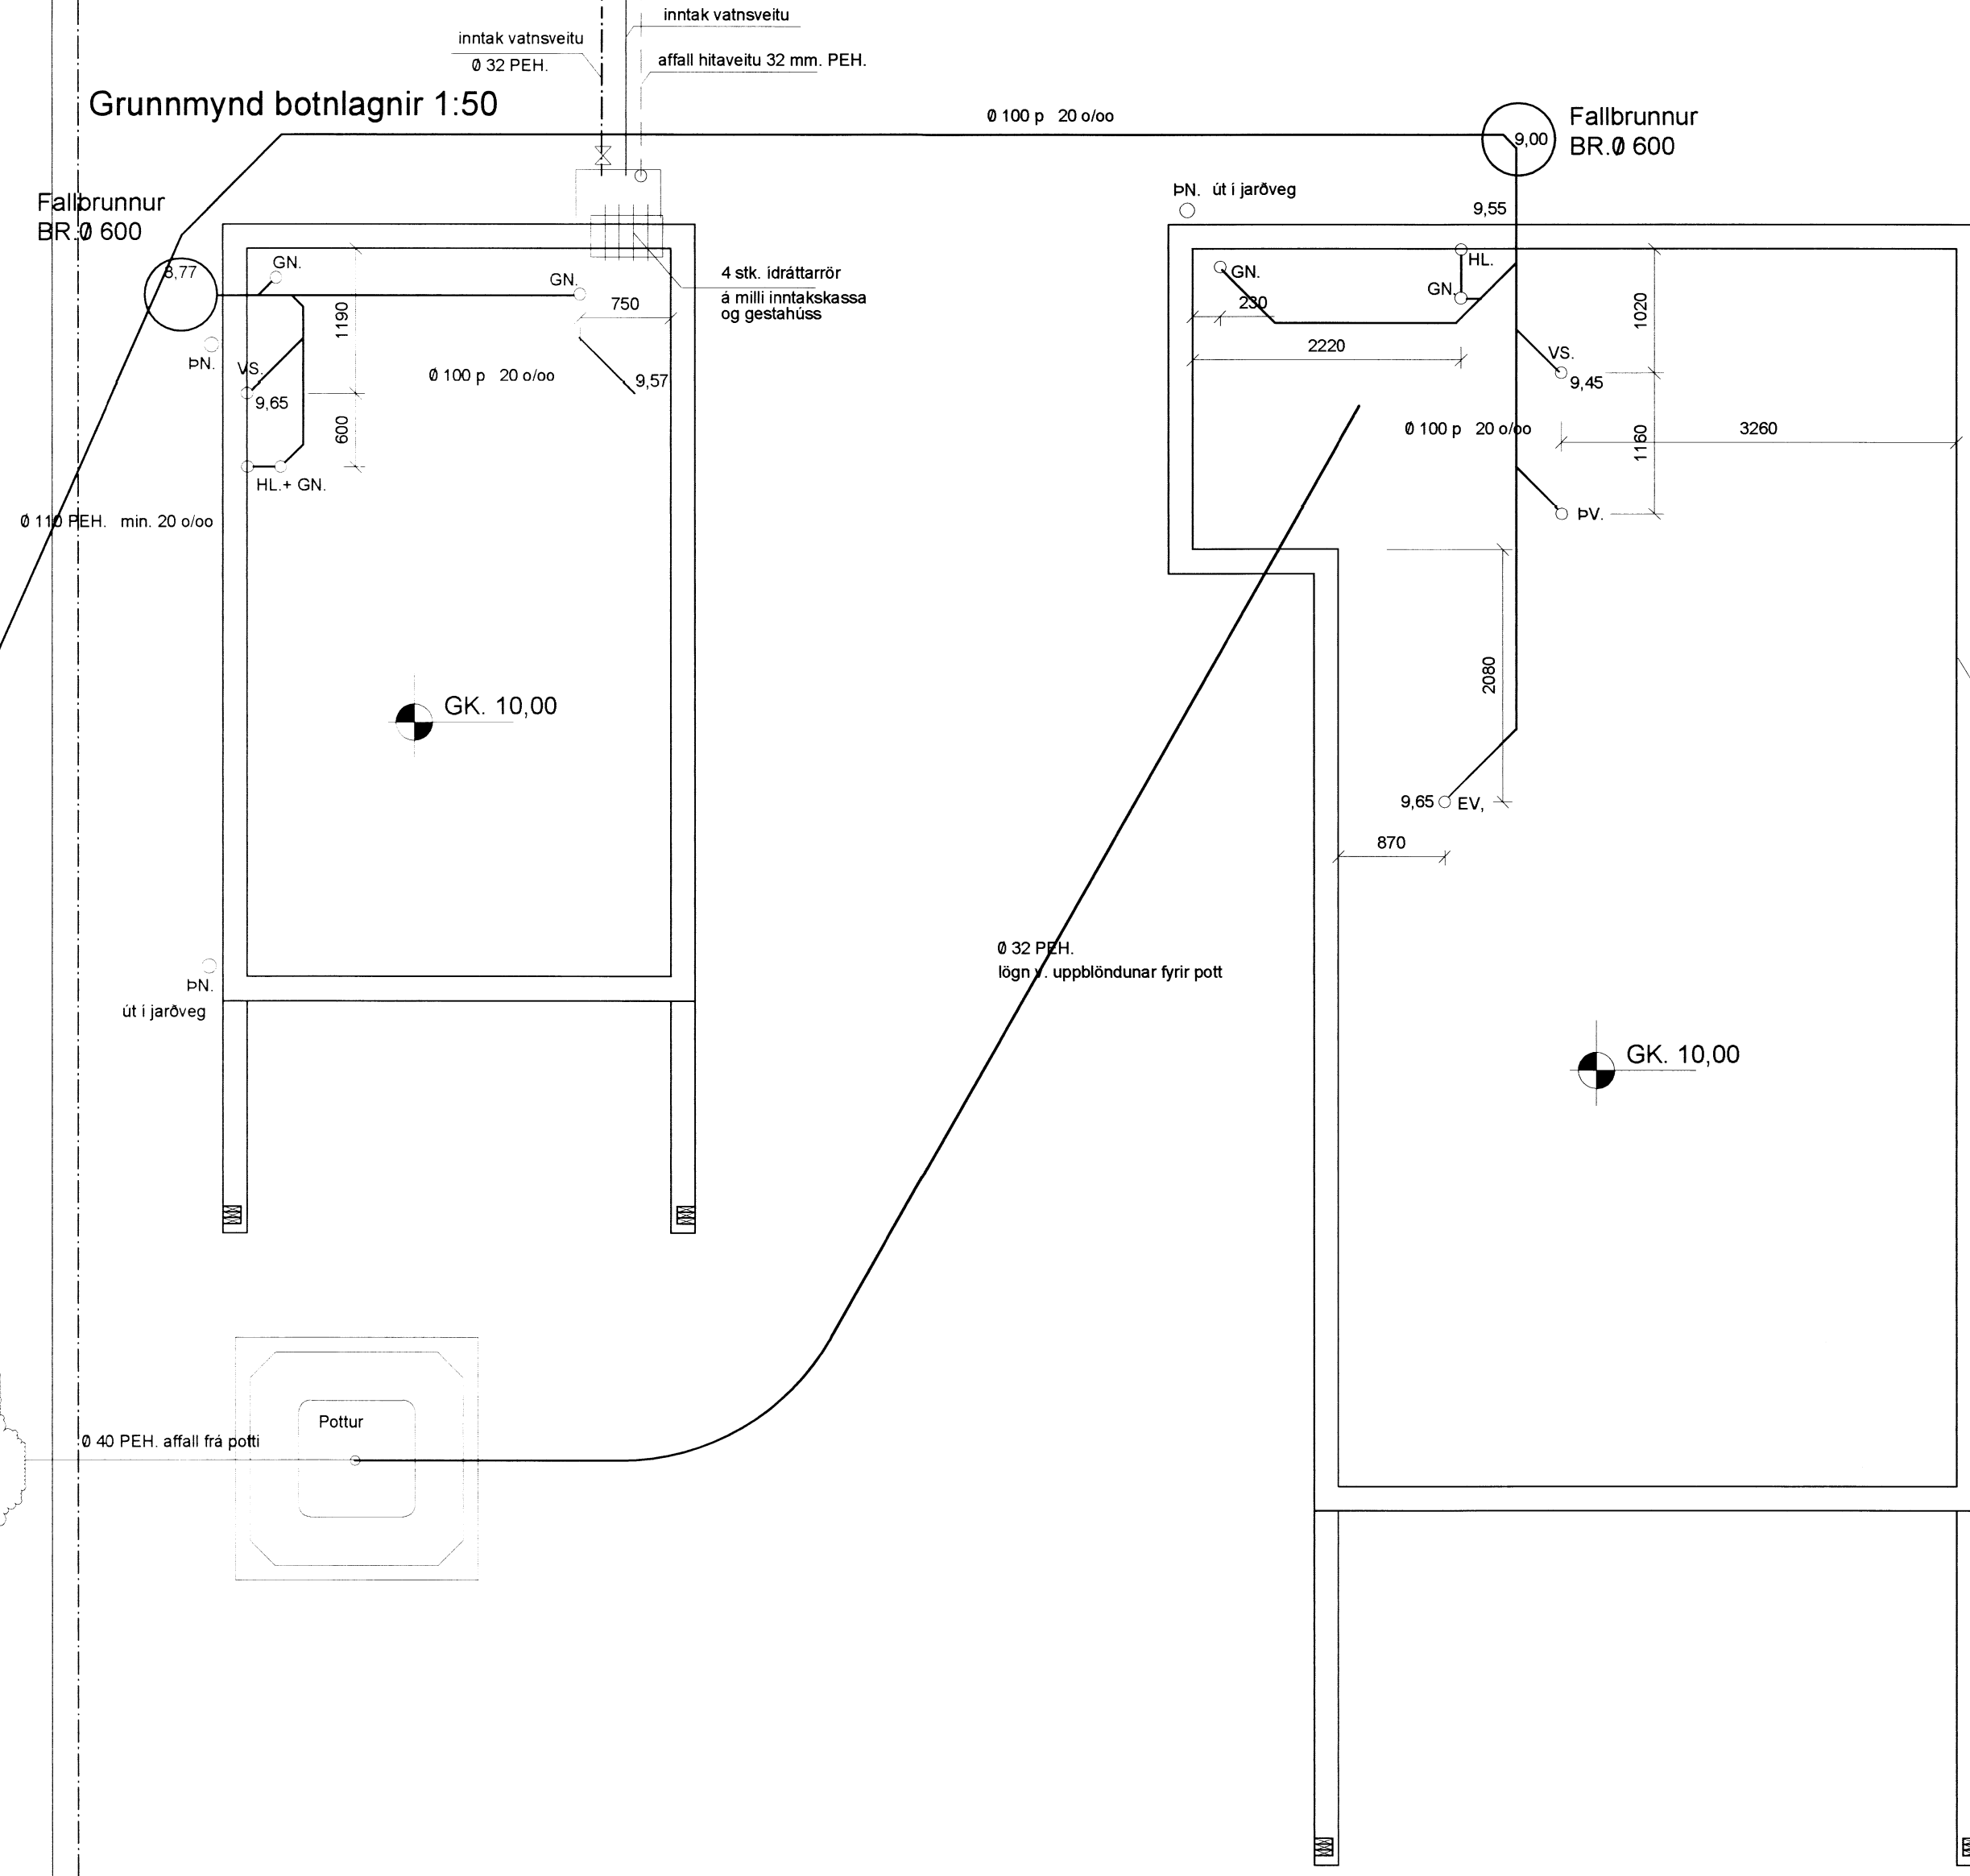 inntak vatnsveitu
inntak vatnsveitu
Ø 32 PEH.
affall hitaveitu 32 mm. PEH.
Grunnmynd botnlagnir 1:50
Ø 100 p 20 o/oo
Fallbrunnur
BR.Ø 600
9,00
Fallbrunnur
BR.Ø 600
8,77
ÞN. út í jarðveg
9,55
GN.
GN.
750
1190
4 stk. ídráttarrör
á milli inntakskassa
og gestahúss
GN.
230
HL.
GN.
2220
1020
ÞN.
VS.
9,65
Ø 100 p 20 o/oo
9,57
600
HL.+ GN.
VS.
9,45
Ø 100 p 20 o/oo
1160
3260
ÞV.
Ø 110 PEH. min. 20 o/oo
2080
GK. 10,00
9,65
EV,
870
Ø 32 PEH.
lögn v. uppblöndunar fyrir pott
ÞN.
út í jarðveg
GK. 10,00
Pottur
Ø 40 PEH. affall frá potti